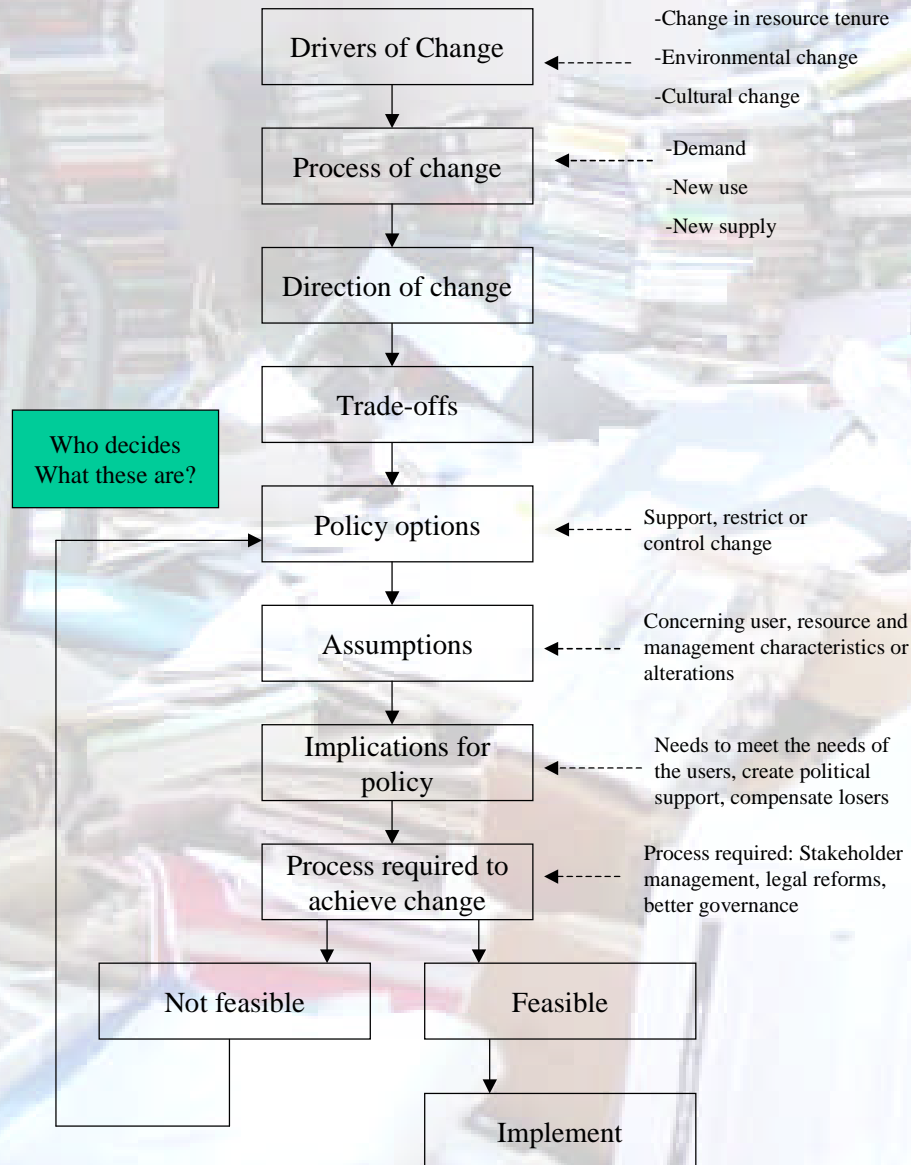 Drivers of Change
-Change in resource tenure
-Environmental change
-Cultural change
Process of change
-Demand
-New use
-New supply
Direction of change
Trade-offs
Who decides
What these are?
Policy options
Support, restrict or
control change
Assumptions
Concerning user, resource and
management characteristics or
alterations
Implications for
policy
Needs to meet the needs of
the users, create political
support, compensate losers
Process required to
achieve change
Process required: Stakeholder
management, legal reforms,
better governance
Not feasible
Feasible
Implement